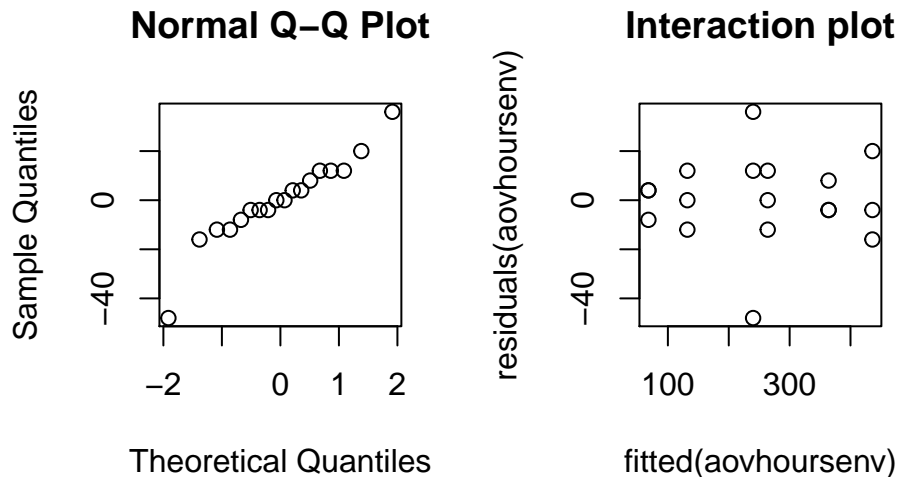 Normal Q−Q Plot
Sample Quantiles
0
−40
−2
0
1
2
Theoretical Quantiles
Interaction plot
residuals(aovhoursenv)
0
−40
100
300
fitted(aovhoursenv)